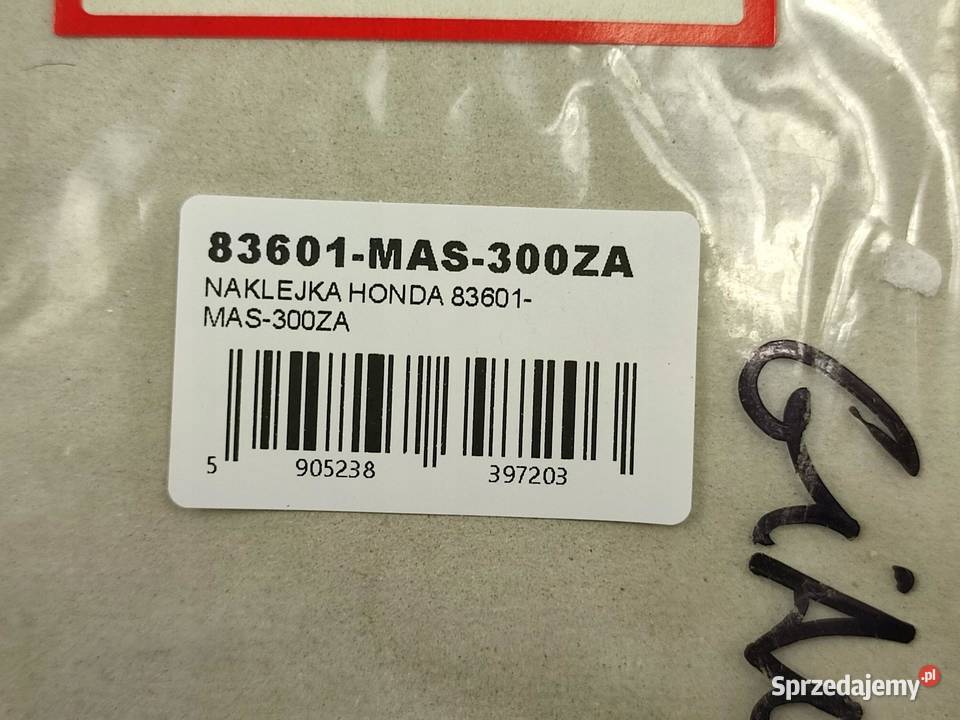 83601-MAS-300ZA
NAKLEJKA HONDA 83601-
MAS-300ZA
5 905238 397203
Sprzedajemy.pl